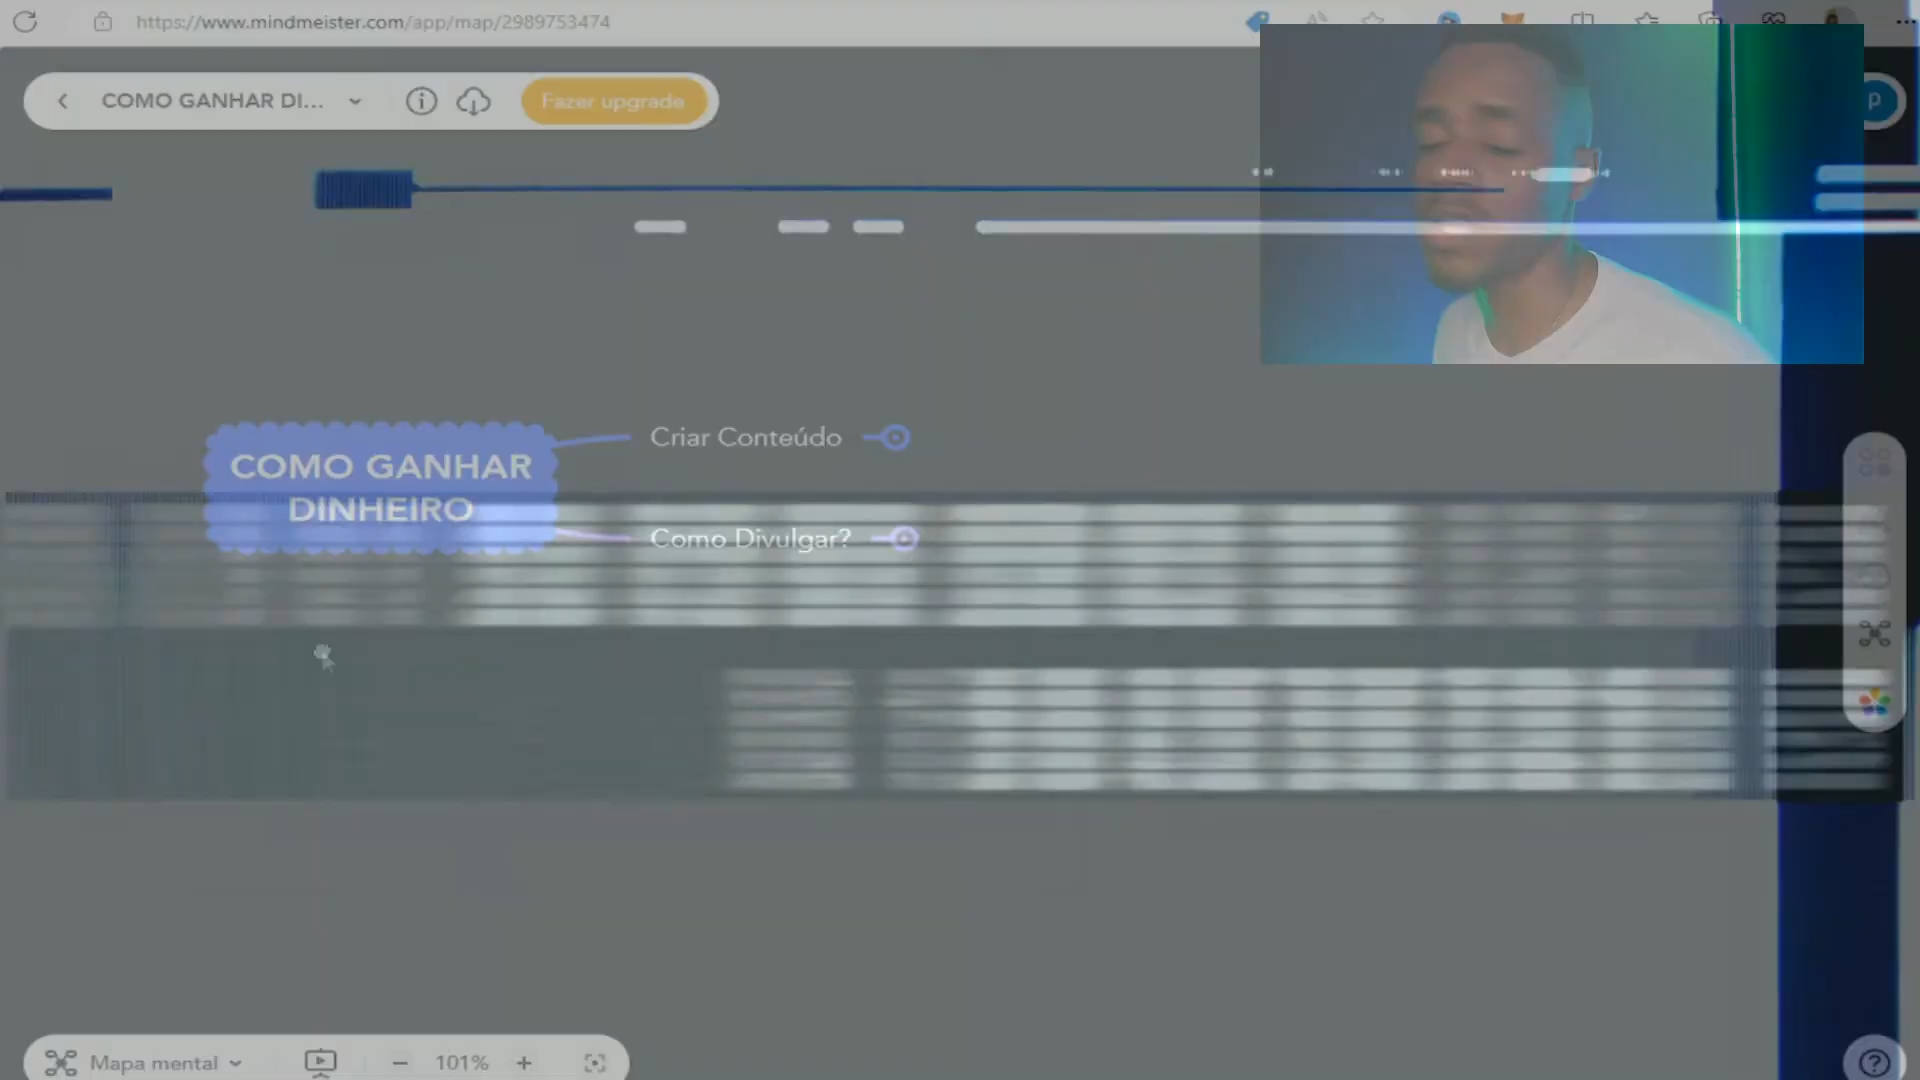 https://www.mindmeister.com/app/map/2989753474
COMO GANHAR DI...
Fazer upgrade
p
Criar Conteúdo
COMO GANHAR
DINHEIRO
Como Divulgar?
Mapa mental
101%